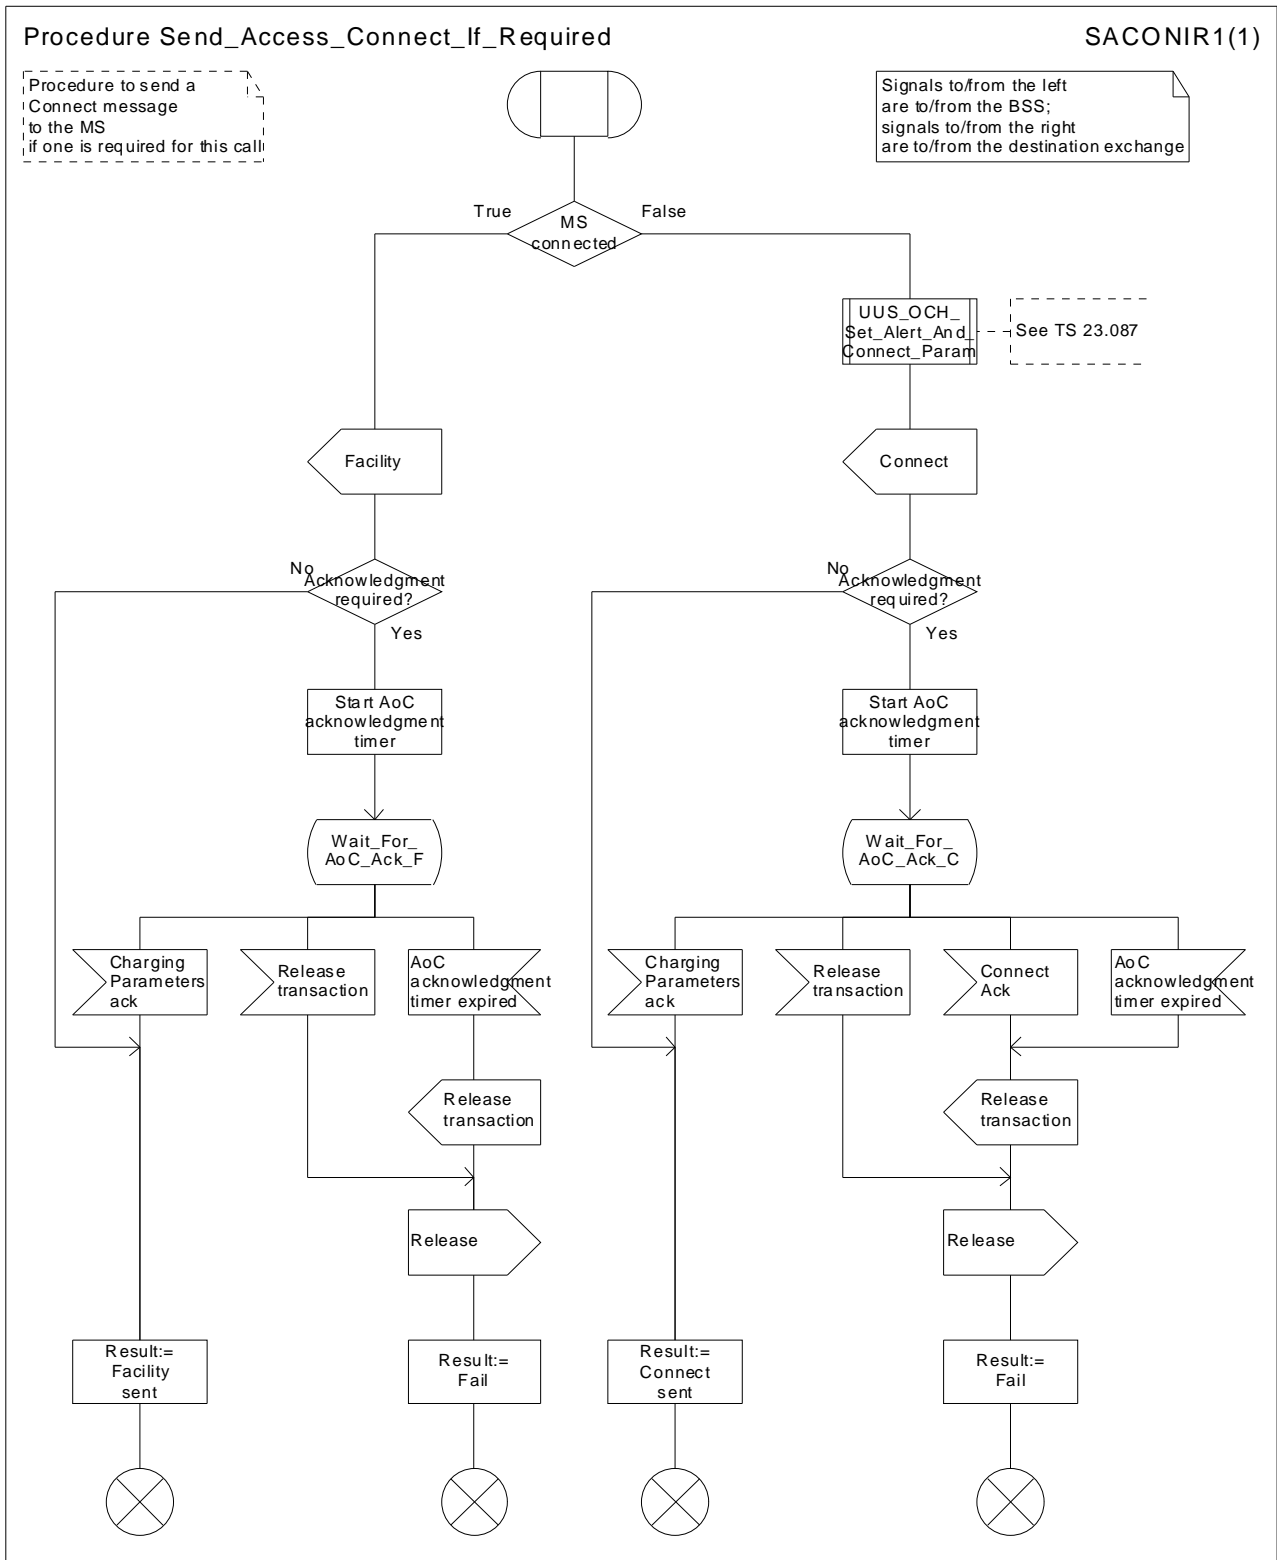 Procedure Send_Access_Connect_If_Required
SACONIR1(1)
Procedure to send a
Connect message
to the MS
if one is required for this call
Signals to/from the left
are to/from the BSS;
signals to/from the right
are to/from the destination exchange
True
MS
connected
False
UUS_OCH_
Set_Alert_And_
Connect_Param
See TS 23.087
Facility
Connect
No
Acknowledgment
required?
Yes
No
Acknowledgment
required?
Yes
Start AoC
acknowledgment
timer
Start AoC
acknowledgment
timer
Wait_For_
AoC_Ack_F
Wait_For_
AoC_Ack_C
Charging
Parameters
ack
Release
transaction
AoC
acknowledgment
timer expired
Charging
Parameters
ack
Release
transaction
Connect
Ack
AoC
acknowledgment
timer expired
Release
transaction
Release
transaction
Release
Release
Result:=
Facility
sent
Result:=
Fail
Result:=
Connect
sent
Result:=
Fail